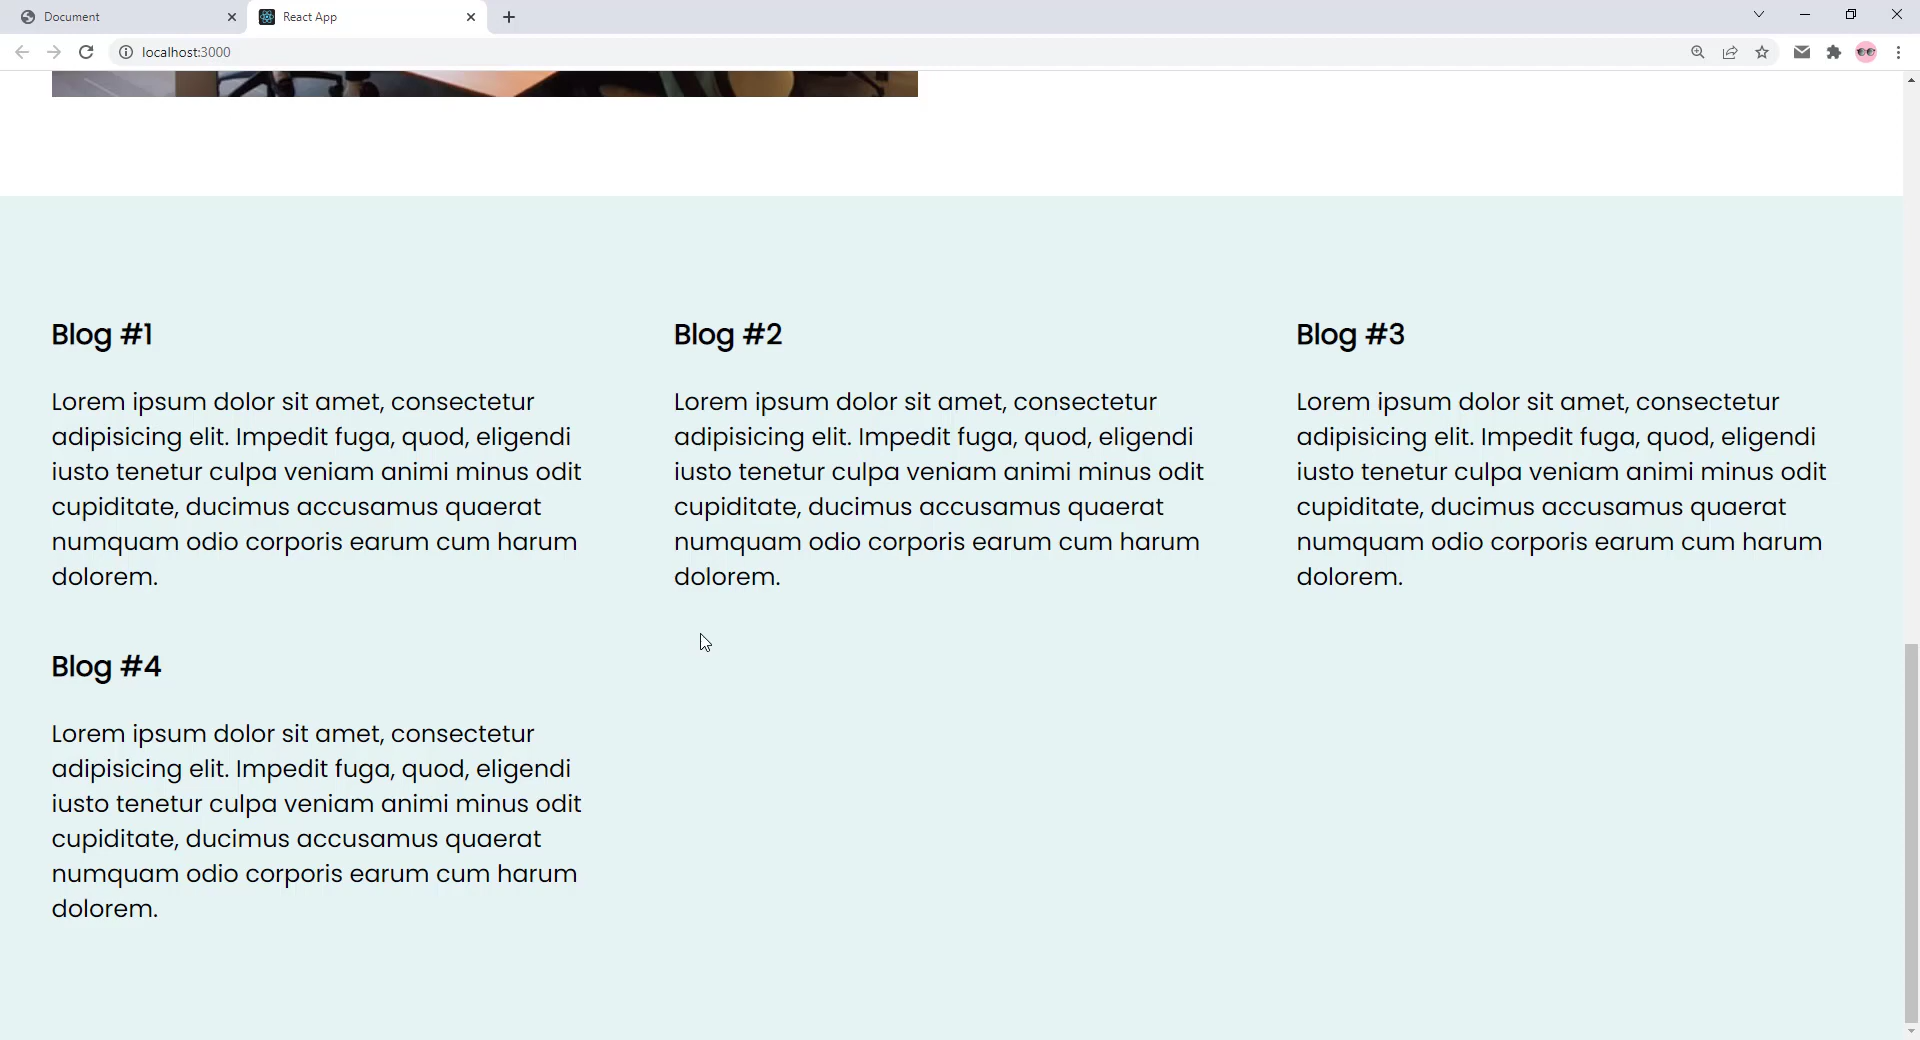 Document
React App
localhost:3000
Blog #1
Lorem ipsum dolor sit amet, consectetur
adipisicing elit. Impedit fuga, quod, eligendi
iusto tenetur culpa veniam animi minus odit
cupiditate, ducimus accusamus quaerat
numquam odio corporis earum cum harum
dolorem.
Blog #2
Lorem ipsum dolor sit amet, consectetur
adipisicing elit. Impedit fuga, quod, eligendi
iusto tenetur culpa veniam animi minus odit
cupiditate, ducimus accusamus quaerat
numquam odio corporis earum cum harum
dolorem.
Blog #3
Lorem ipsum dolor sit amet, consectetur
adipisicing elit. Impedit fuga, quod, eligendi
iusto tenetur culpa veniam animi minus odit
cupiditate, ducimus accusamus quaerat
numquam odio corporis earum cum harum
dolorem.
Blog #4
Lorem ipsum dolor sit amet, consectetur
adipisicing elit. Impedit fuga, quod, eligendi
iusto tenetur culpa veniam animi minus odit
cupiditate, ducimus accusamus quaerat
numquam odio corporis earum cum harum
dolorem.